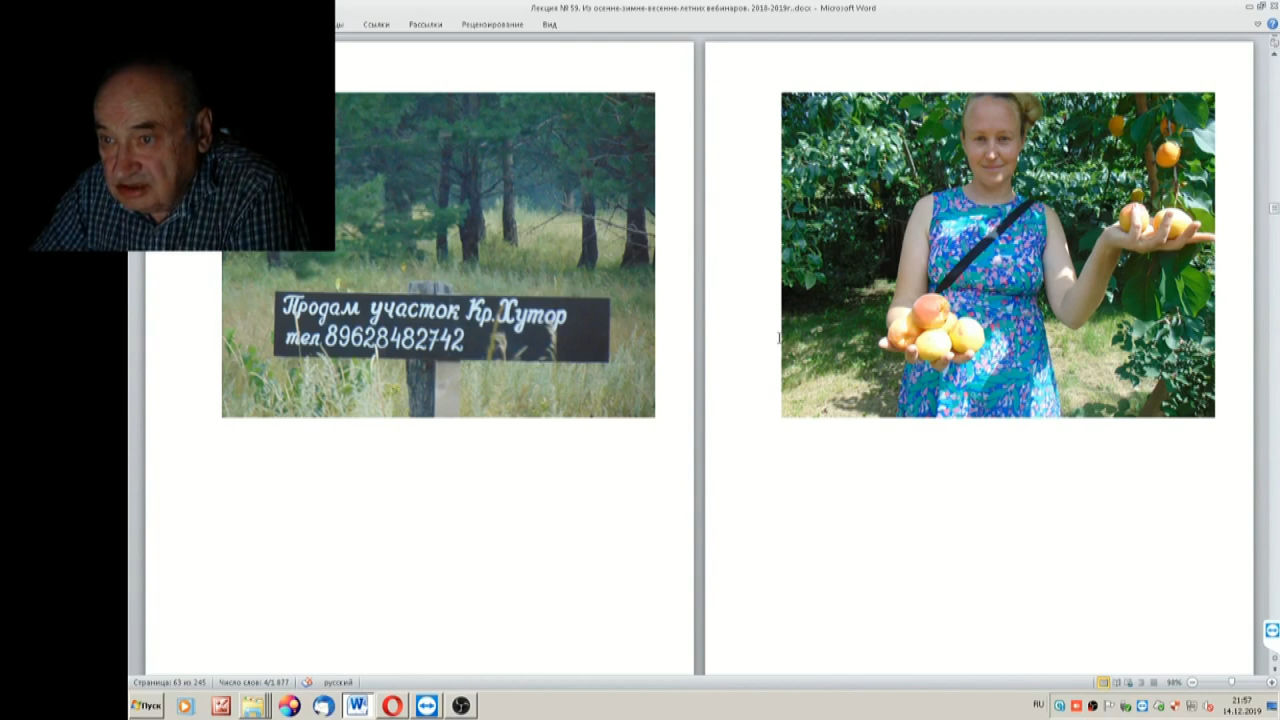 Лекция № 59. Из осенне-зимне-весенне-летних вебинаров. 2018-2019г..docx - Microsoft Word
Ссылки Рассылки Рецензирование Вид
Продам участок Кр.Хутор
тел 89628482742
Страница: 63 из 245 Число слов: 4/1 877 русский 98%
Пуск RU 21:57
14.12.2019